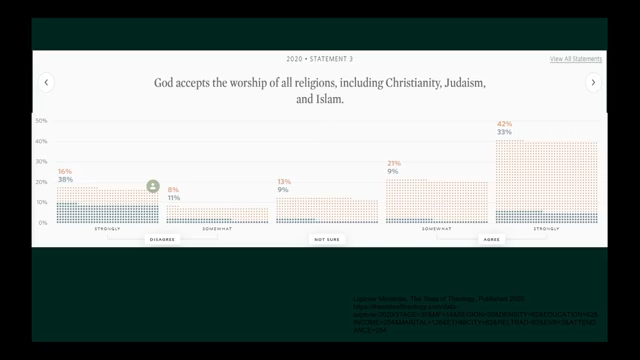 2020 • STATEMENT 3
View All Statements
God accepts the worship of all religions, including Christianity, Judaism,
and Islam.
50%
40%
30%
20%
10%
0%
16%
38%
8%
11%
13%
9%
21%
9%
42%
33%
STRONGLY
SOMEWHAT
SOMEWHAT
STRONGLY
DISAGREE
NOT SURE
AGREE
Ligonier Ministries, The State of Theology, Published 2020